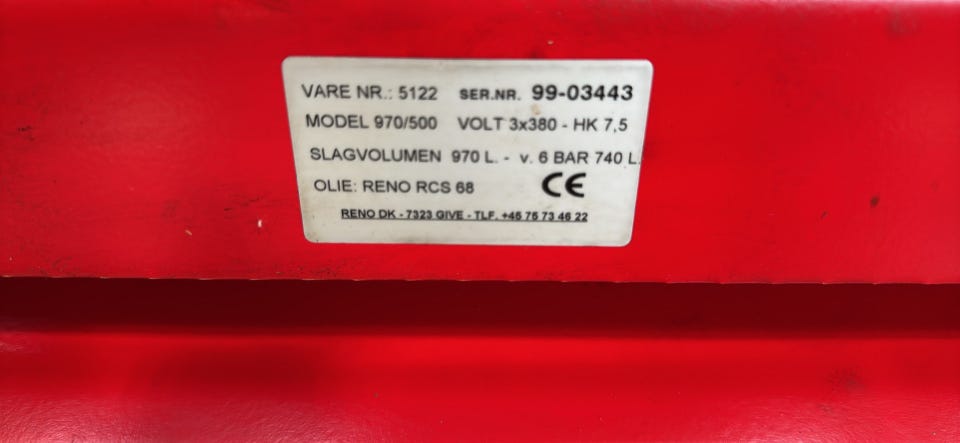 VARE NR.: 5122 SER.NR. 99-03443
MODEL 970/500 VOLT 3x380 - HK 7,5
SLAGVOLUMEN 970 L. - v. 6 BAR 740 L.
OLIE: RENO RCS 68 CE
RENO DK - 7323 GIVE - TLF. +45 75 73 46 22